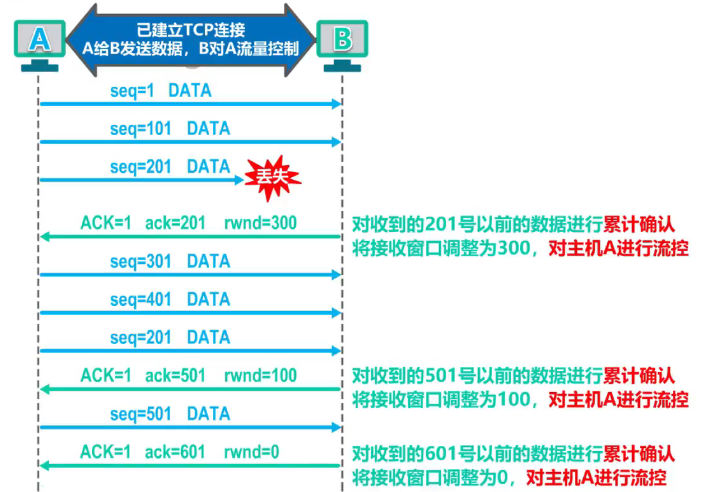 已建立TCP连接
A给B发送数据，B对A流量控制
A
B
seq=1 DATA
seq=101 DATA
seq=201 DATA
丢失
ACK=1 ack=201 rwnd=300
对收到的201号以前的数据进行累计确认
将接收窗口调整为300，对主机A进行流控
seq=301 DATA
seq=401 DATA
seq=201 DATA
ACK=1 ack=501 rwnd=100
对收到的501号以前的数据进行累计确认
将接收窗口调整为100，对主机A进行流控
seq=501 DATA
ACK=1 ack=601 rwnd=0
对收到的601号以前的数据进行累计确认
将接收窗口调整为0，对主机A进行流控